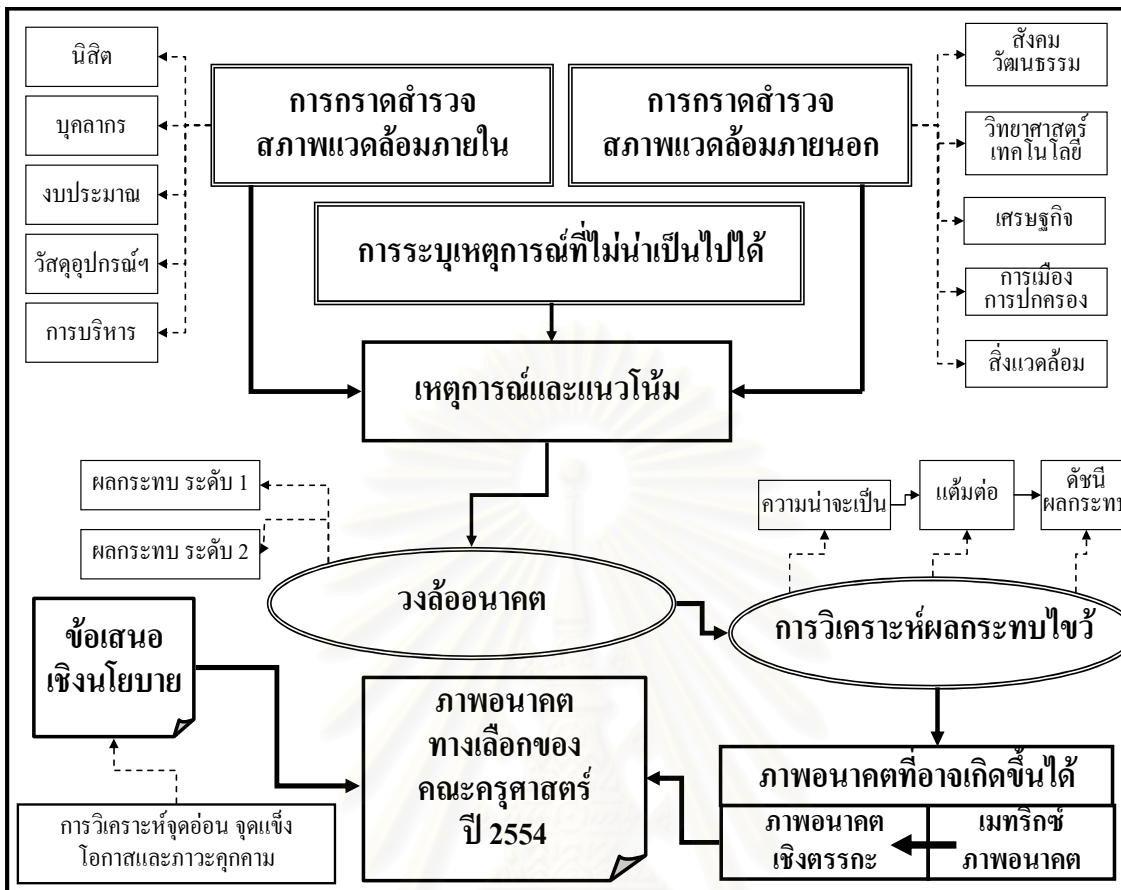 นิสิต
บุคลากร
งบประมาณ
วัสดุอุปกรณ์ฯ
การบริหาร
การกราดสำรวจ
สภาพแวดล้อมภายใน
การกราดสำรวจ
สภาพแวดล้อมภายนอก
สังคม
วัฒนธรรม
วิทยาศาสตร์
เทคโนโลยี
เศรษฐกิจ
การเมือง
การปกครอง
สิ่งแวดล้อม
การระบุเหตุการณ์ที่ไม่น่าเป็นไปได้
เหตุการณ์และแนวโน้ม
ผลกระทบ ระดับ 1
ผลกระทบ ระดับ 2
วงล้ออนาคต
ความน่าจะเป็น
แต้มต่อ
ดัชนี
ผลกระทบ
การวิเคราะห์ผลกระทบไขว้
ข้อเสนอ
เชิงนโยบาย
การวิเคราะห์จุดอ่อน จุดแข็ง
โอกาสและภาวะคุกคาม
ภาพอนาคต
ทางเลือกของ
คณะครุศาสตร์
ปี 2554
ภาพอนาคตที่อาจเกิดขึ้นได้
ภาพอนาคต
เชิงตรรกะ
เมทริกซ์
ภาพอนาคต